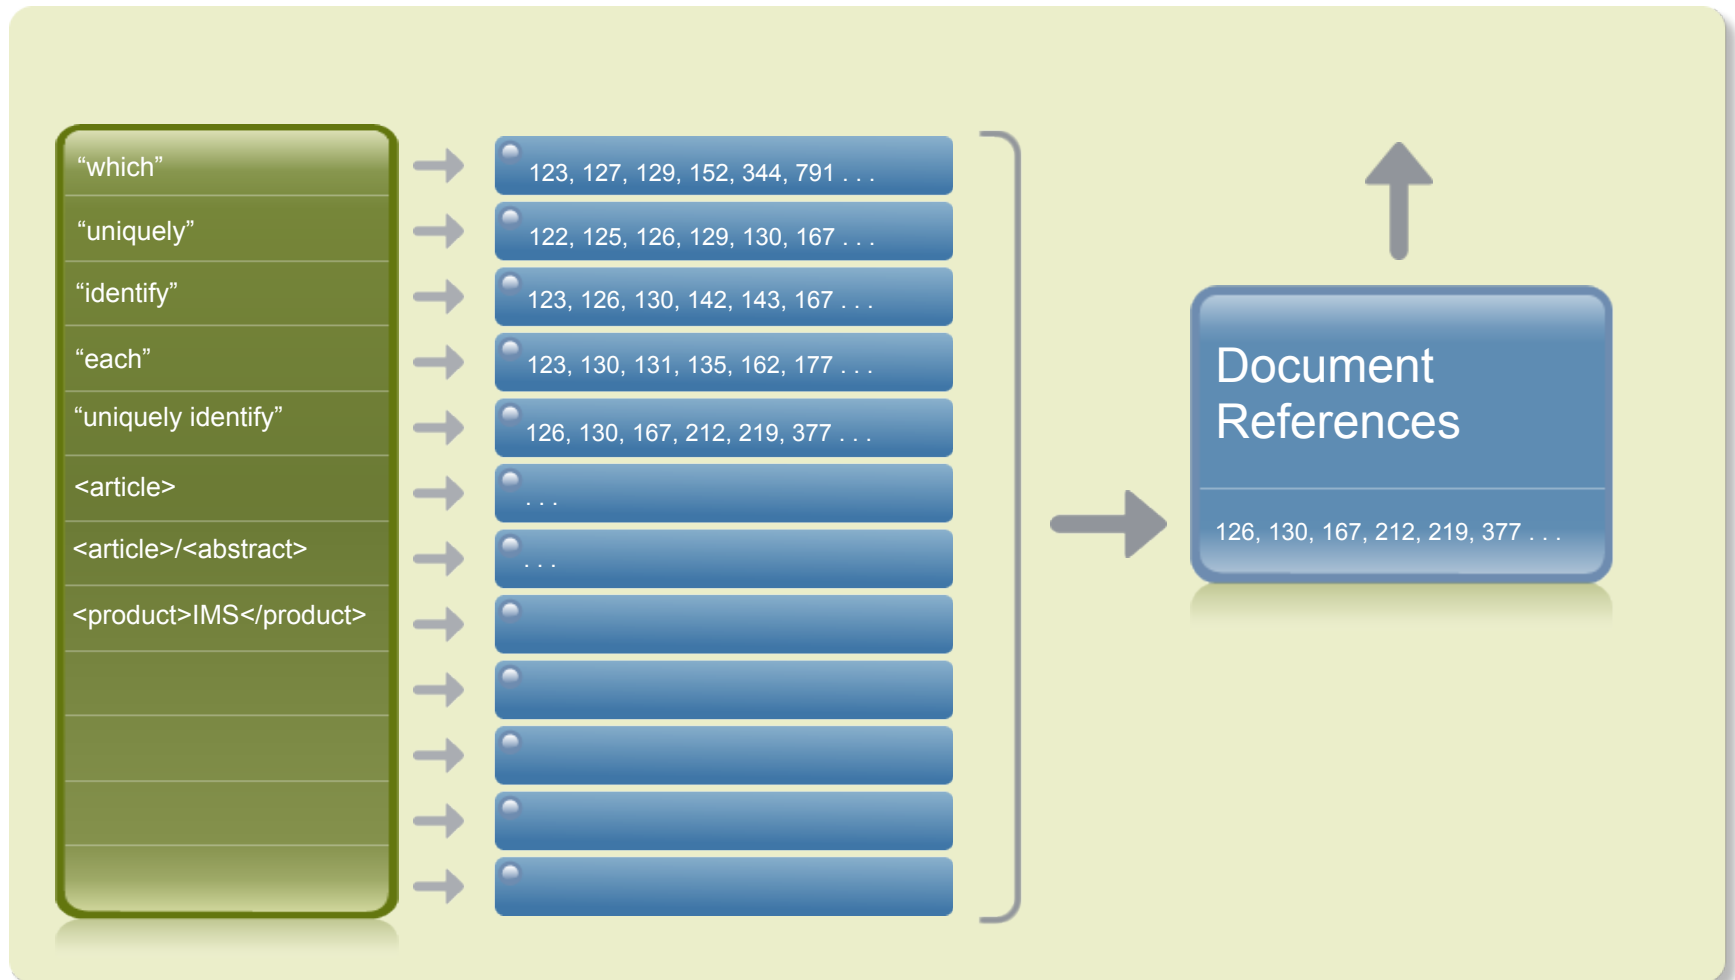 “which”
123, 127, 129, 152, 344, 791 . . .
“uniquely”
122, 125, 126, 129, 130, 167 . . .
“identify”
123, 126, 130, 142, 143, 167 . . .
“each”
123, 130, 131, 135, 162, 177 . . .
“uniquely identify”
126, 130, 167, 212, 219, 377 . . .
<article>
. . .
<article>/<abstract>
. . .
<product>IMS</product>
Document
References
126, 130, 167, 212, 219, 377 . . .